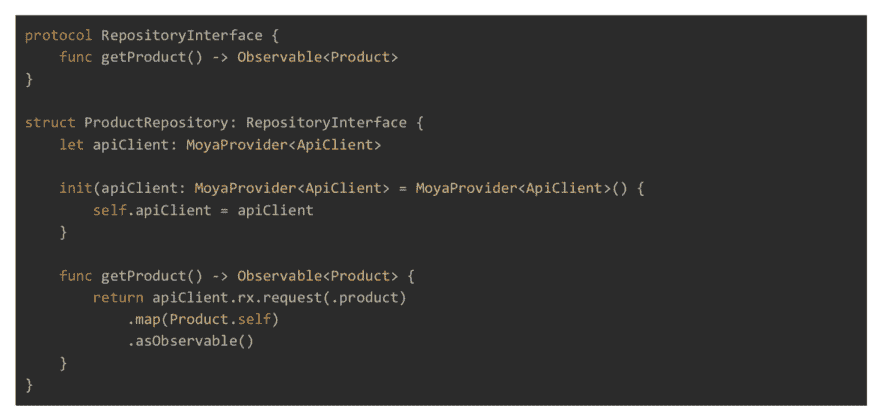 protocol RepositoryInterface {
    func getProduct() -> Observable<Product>
}

struct ProductRepository: RepositoryInterface {
    let apiClient: MoyaProvider<ApiClient>

    init(apiClient: MoyaProvider<ApiClient> = MoyaProvider<ApiClient>() {
        self.apiClient = apiClient
    }

    func getProduct() -> Observable<Product> {
        return apiClient.rx.request(.product)
            .map(Product.self)
            .asObservable()
    }
}